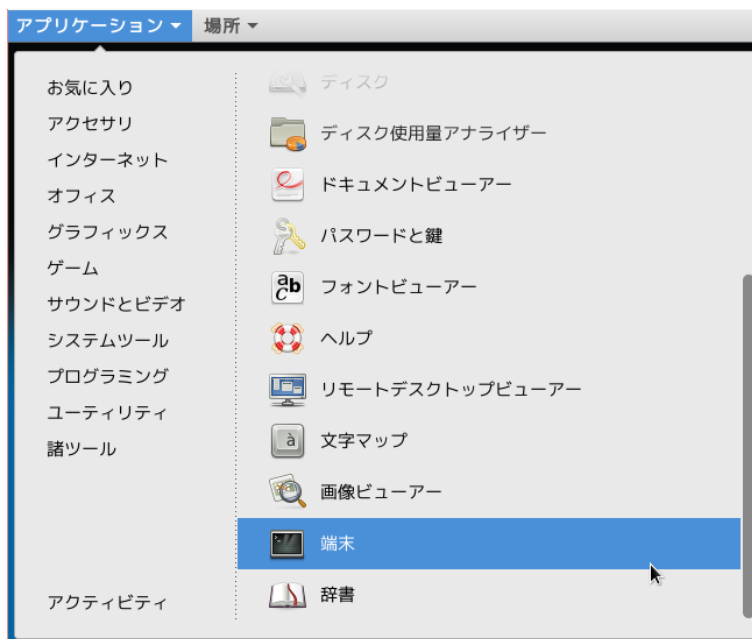 アプリケーション 場所
お気に入り
アクセサリ
インターネット
オフィス
グラフィックス
ゲーム
サウンドとビデオ
システムツール
プログラミング
ユーティリティ
諸ツール
アクティビティ
ディスク
ディスク使用量アナライザー
ドキュメントビューアー
パスワードと鍵
フォントビューアー
ヘルプ
リモートデスクトップビューアー
文字マップ
画像ビューアー
端末
辞書